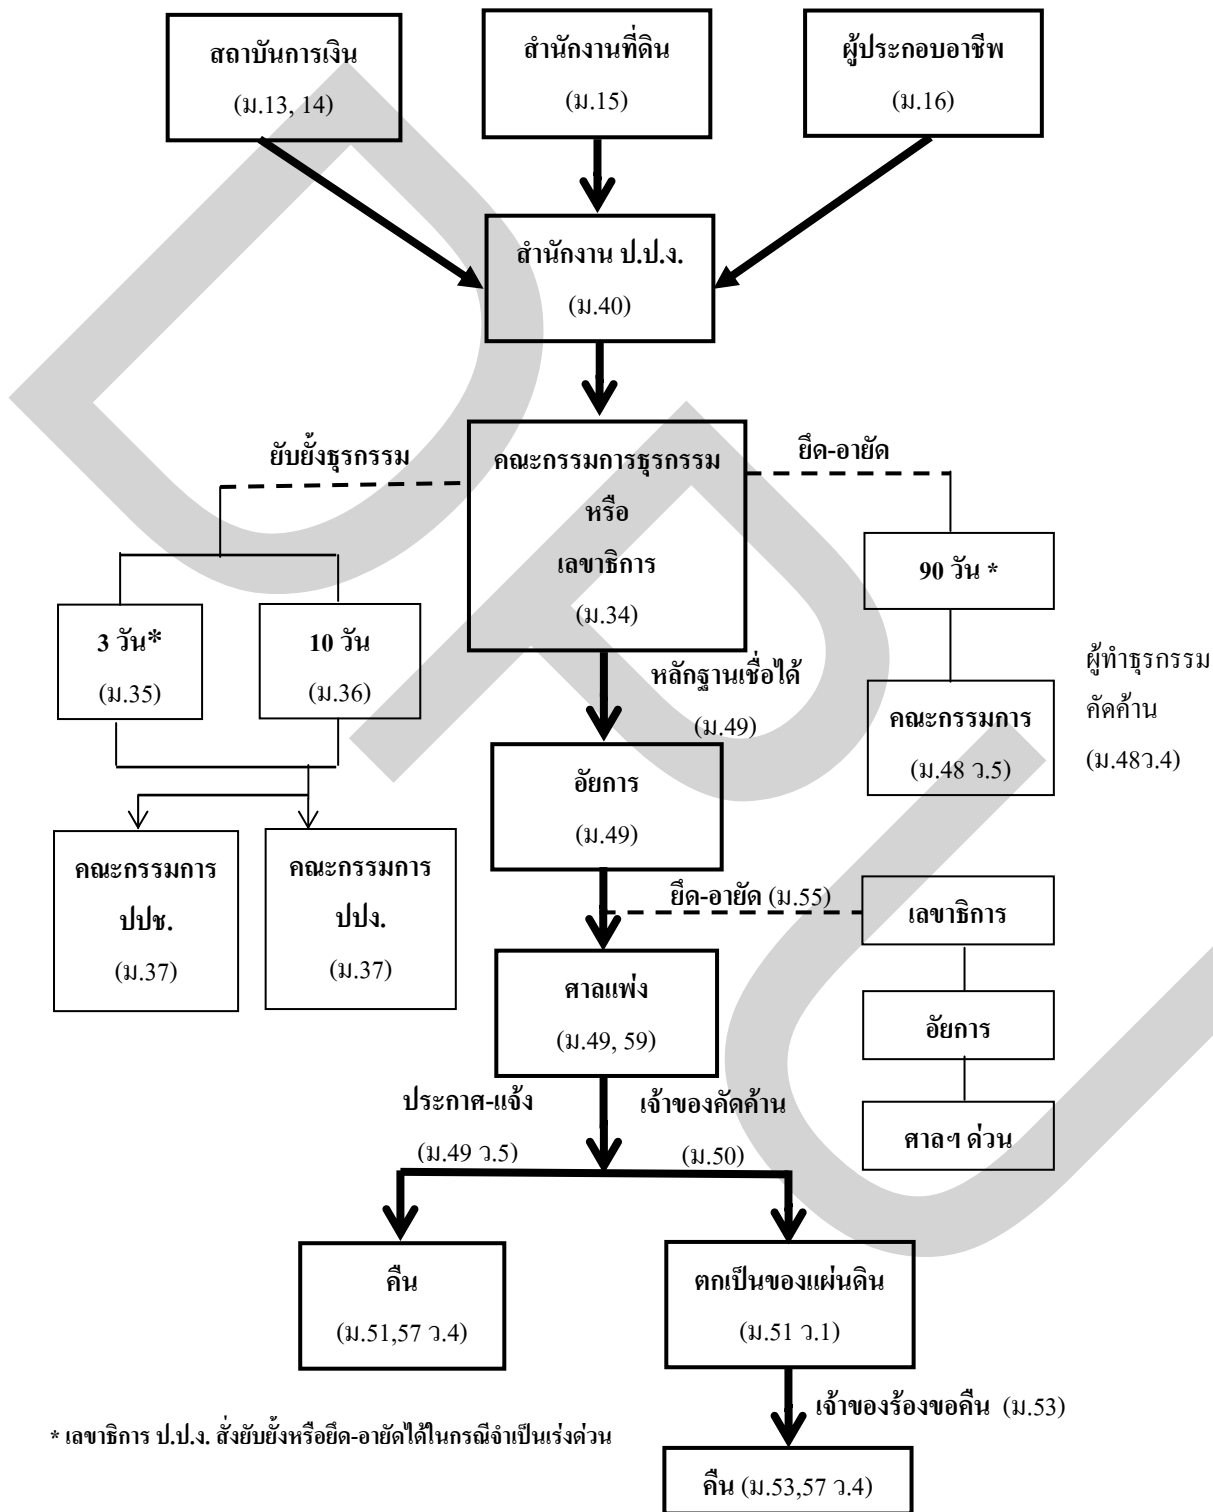 สถาบันการเงิน
(ม.13, 14)
สำนักงานที่ดิน
(ม.15)
ผู้ประกอบอาชีพ
(ม.16)
สำนักงาน ป.ป.ง.
(ม.40)
ยับยั้งธุรกรรม
คณะกรรมการธุรกรรม
หรือ
เลขาธิการ
(ม.34)
ยึด-อายัด
90 วัน *
3 วัน*
(ม.35)
10 วัน
(ม.36)
หลักฐานเชื่อได้
(ม.49)
คณะกรรมการ
(ม.48 ว.5)
ผู้ทำธุรกรรม
คัดค้าน
(ม.48ว.4)
อัยการ
(ม.49)
คณะกรรมการ
ปปช.
(ม.37)
คณะกรรมการ
ปปง.
(ม.37)
ยึด-อายัด (ม.55)
เลขาธิการ
ศาลแพ่ง
(ม.49, 59)
อัยการ
ศาลฯ ด่วน
ประกาศ-แจ้ง
(ม.49 ว.5)
เจ้าของคัดค้าน
(ม.50)
คืน
(ม.51,57 ว.4)
ตกเป็นของแผ่นดิน
(ม.51 ว.1)
เจ้าของร้องขอคืน (ม.53)
* เลขาธิการ ป.ป.ง. สั่งยับยั้งหรือยึด-อายัดได้ในกรณีจำเป็นเร่งด่วน
คืน (ม.53,57 ว.4)
DPU